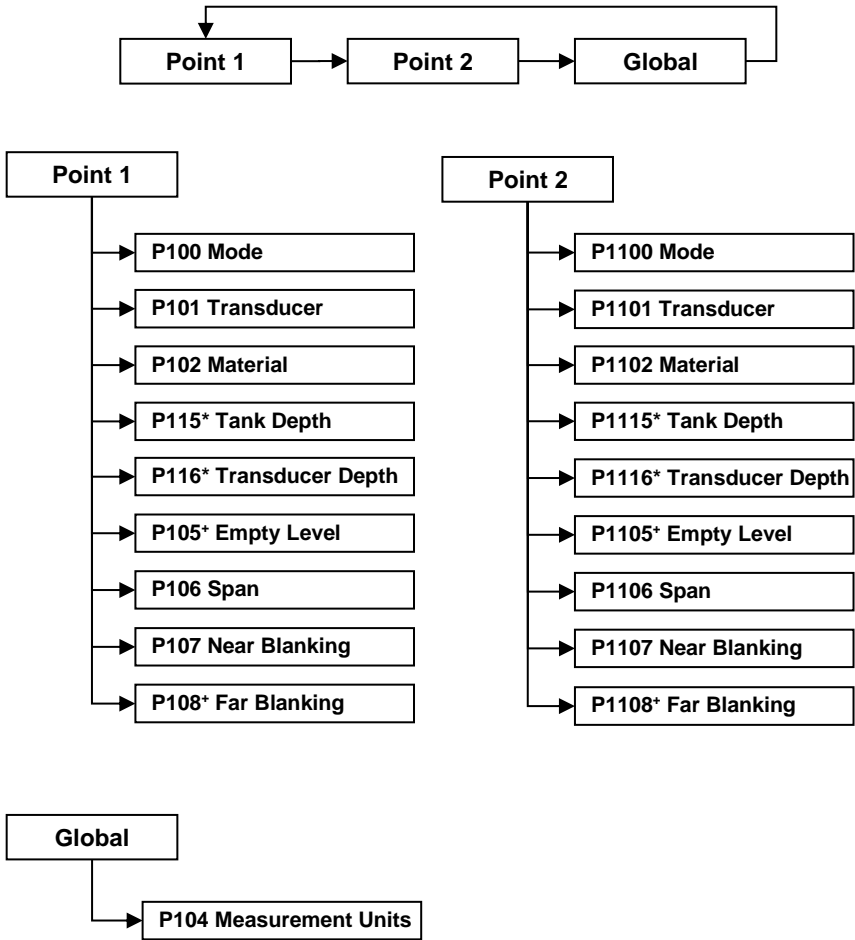 Point 1
Point 2
Global
Point 1
P100 Mode
P101 Transducer
P102 Material
P115* Tank Depth
P116* Transducer Depth
P105⁺ Empty Level
P106 Span
P107 Near Blanking
P108⁺ Far Blanking
Point 2
P1100 Mode
P1101 Transducer
P1102 Material
P1115* Tank Depth
P1116* Transducer Depth
P1105⁺ Empty Level
P1106 Span
P1107 Near Blanking
P1108⁺ Far Blanking
Global
P104 Measurement Units